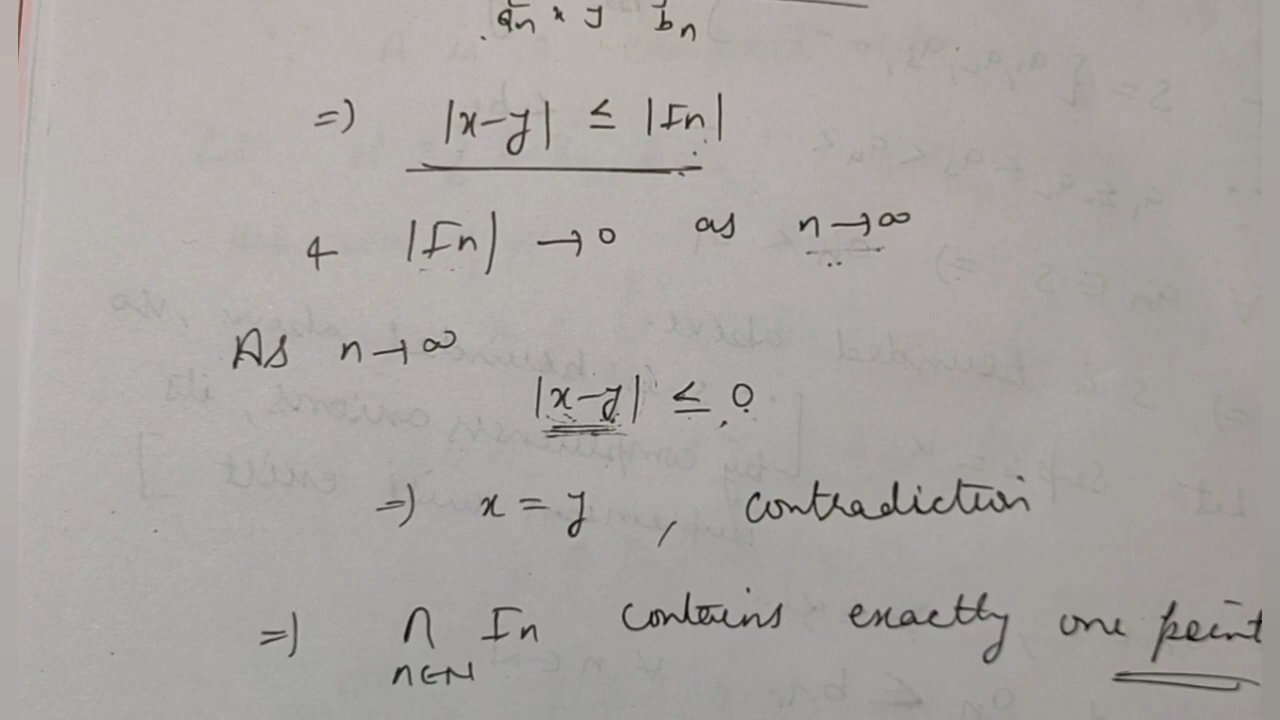 an x y bn
=) |x-y| ≤ |In|
& |In| → 0 as n→∞
As n→∞
|x-y| ≤ 0
=) x = y , contradiction
=) ∩ In contains exactly one point
n∈N